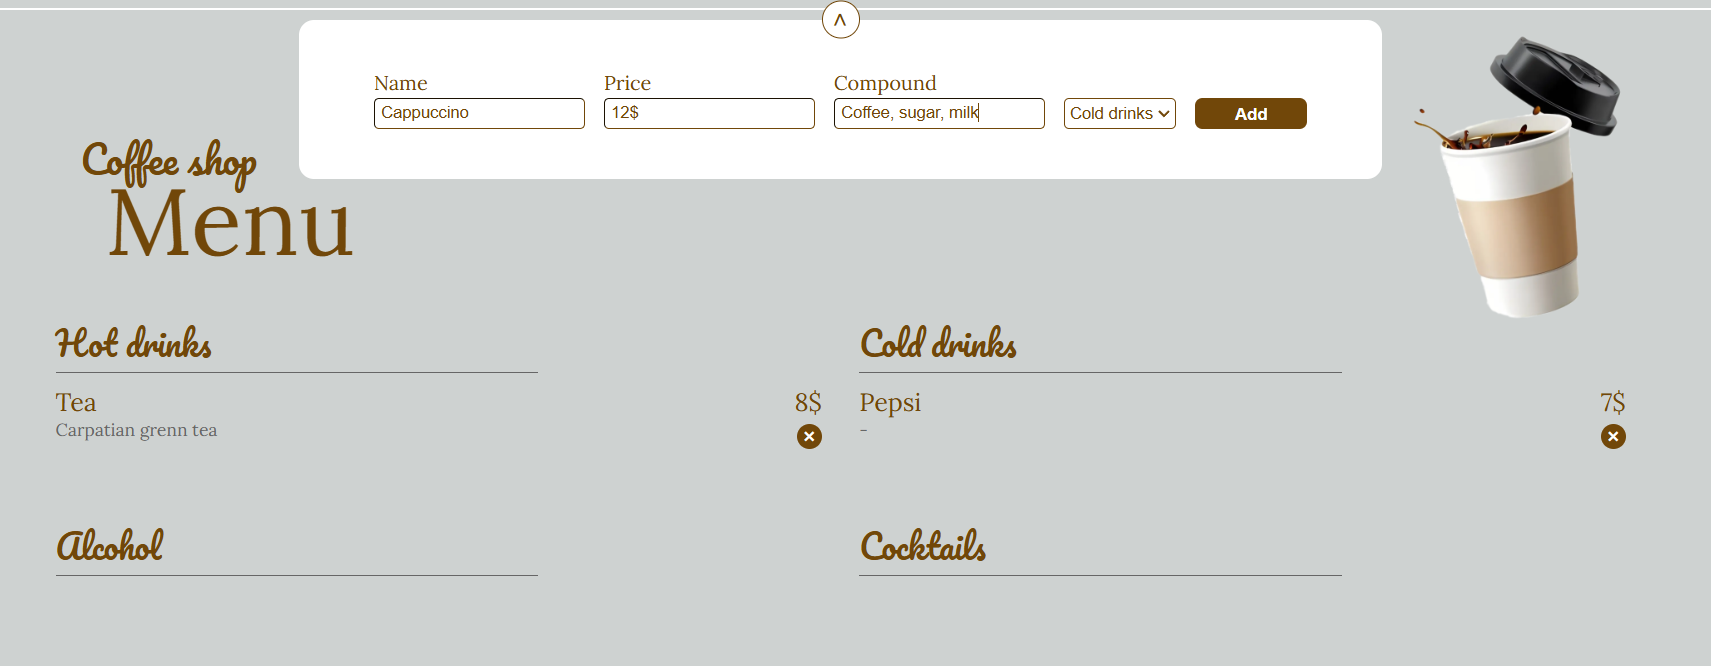 ^
Name Price Compound
Cappuccino 12$ Coffee, sugar, milk Cold drinks Add
Coffee shop
Menu
Hot drinks
Tea 8$
Carpatian grenn tea
Cold drinks
Pepsi 7$
-
Alcohol
Cocktails